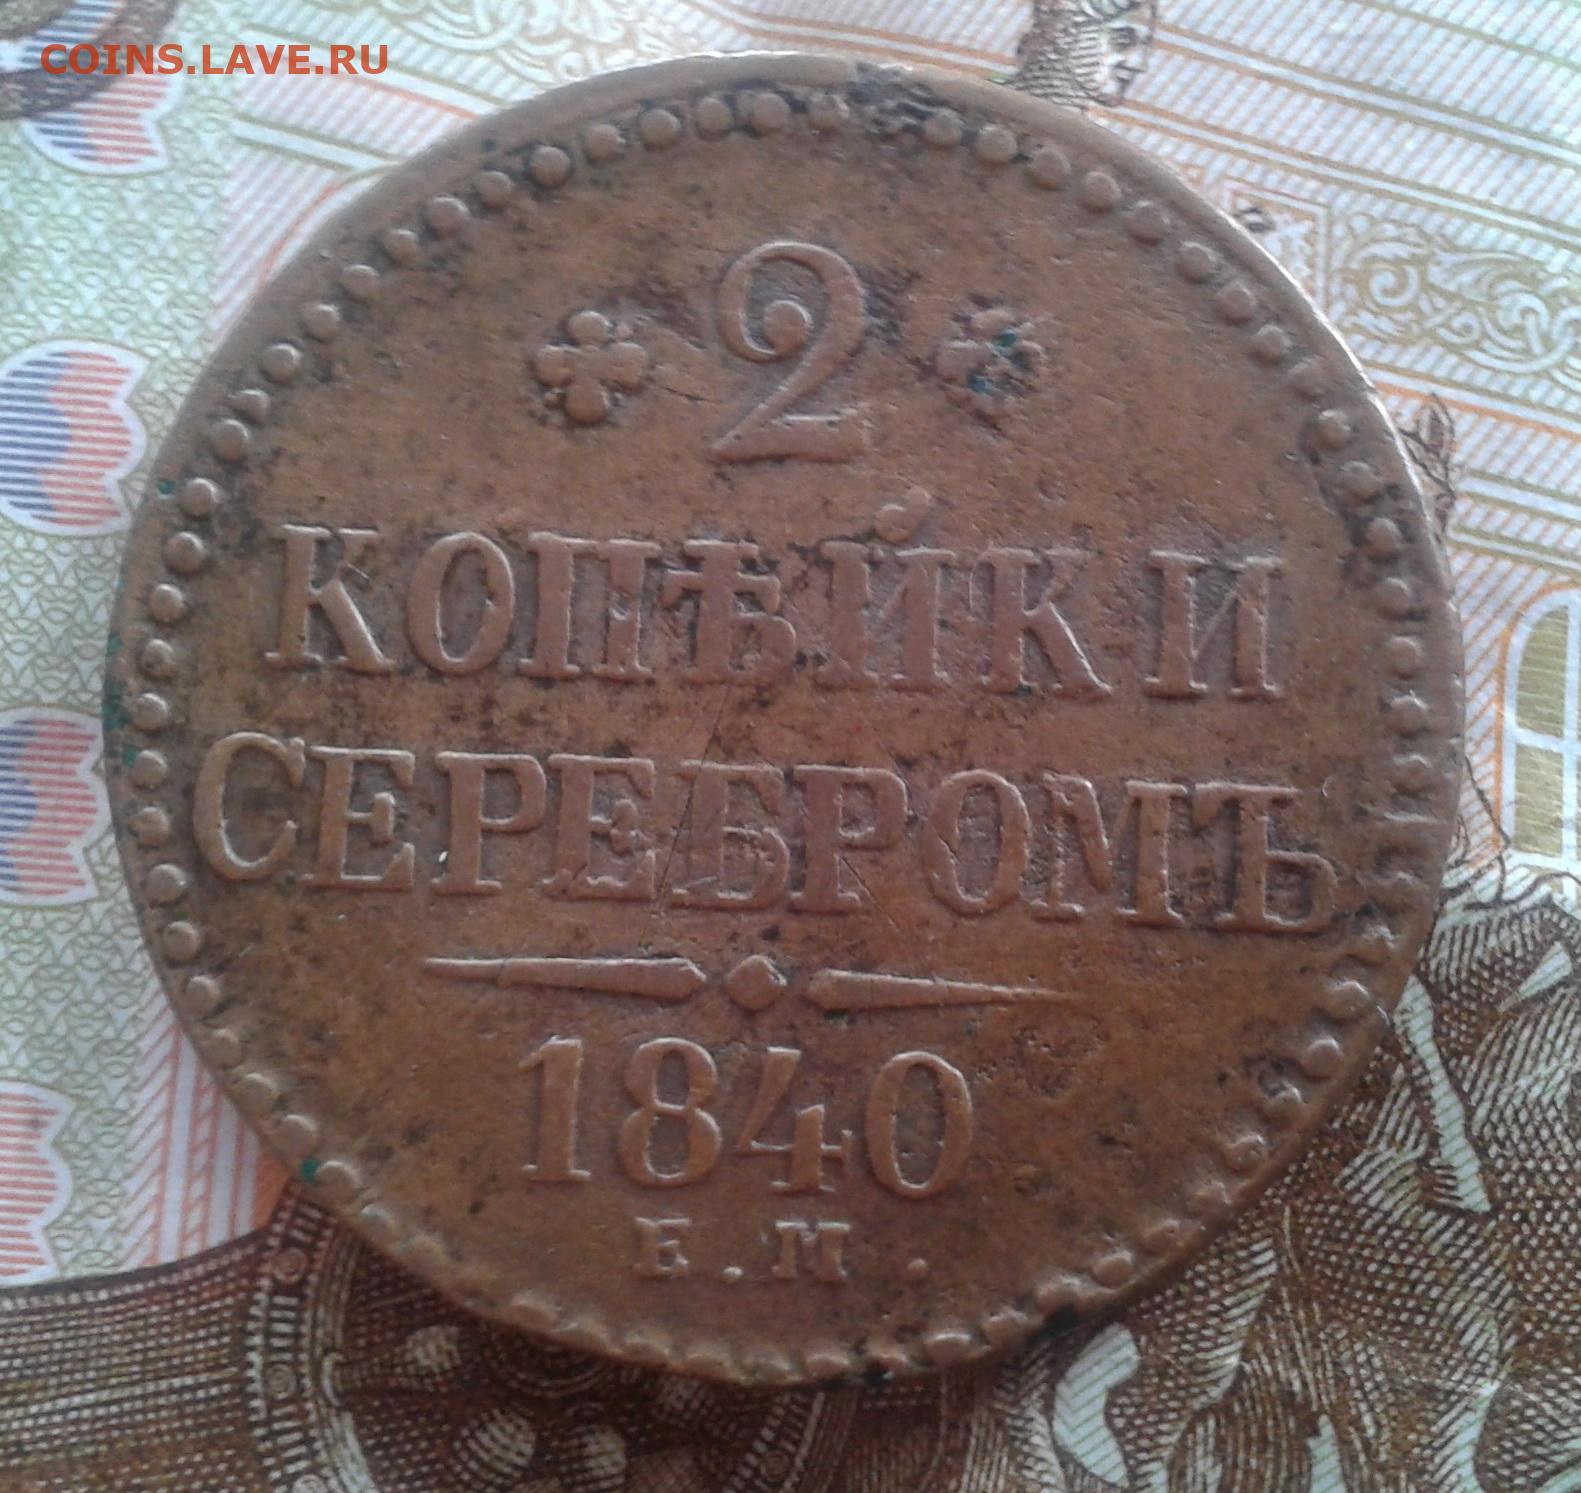 COINS.LAVE.RU
2
КОПѢЙКИ
СЕРЕБРОМЪ
1840
Е.М.